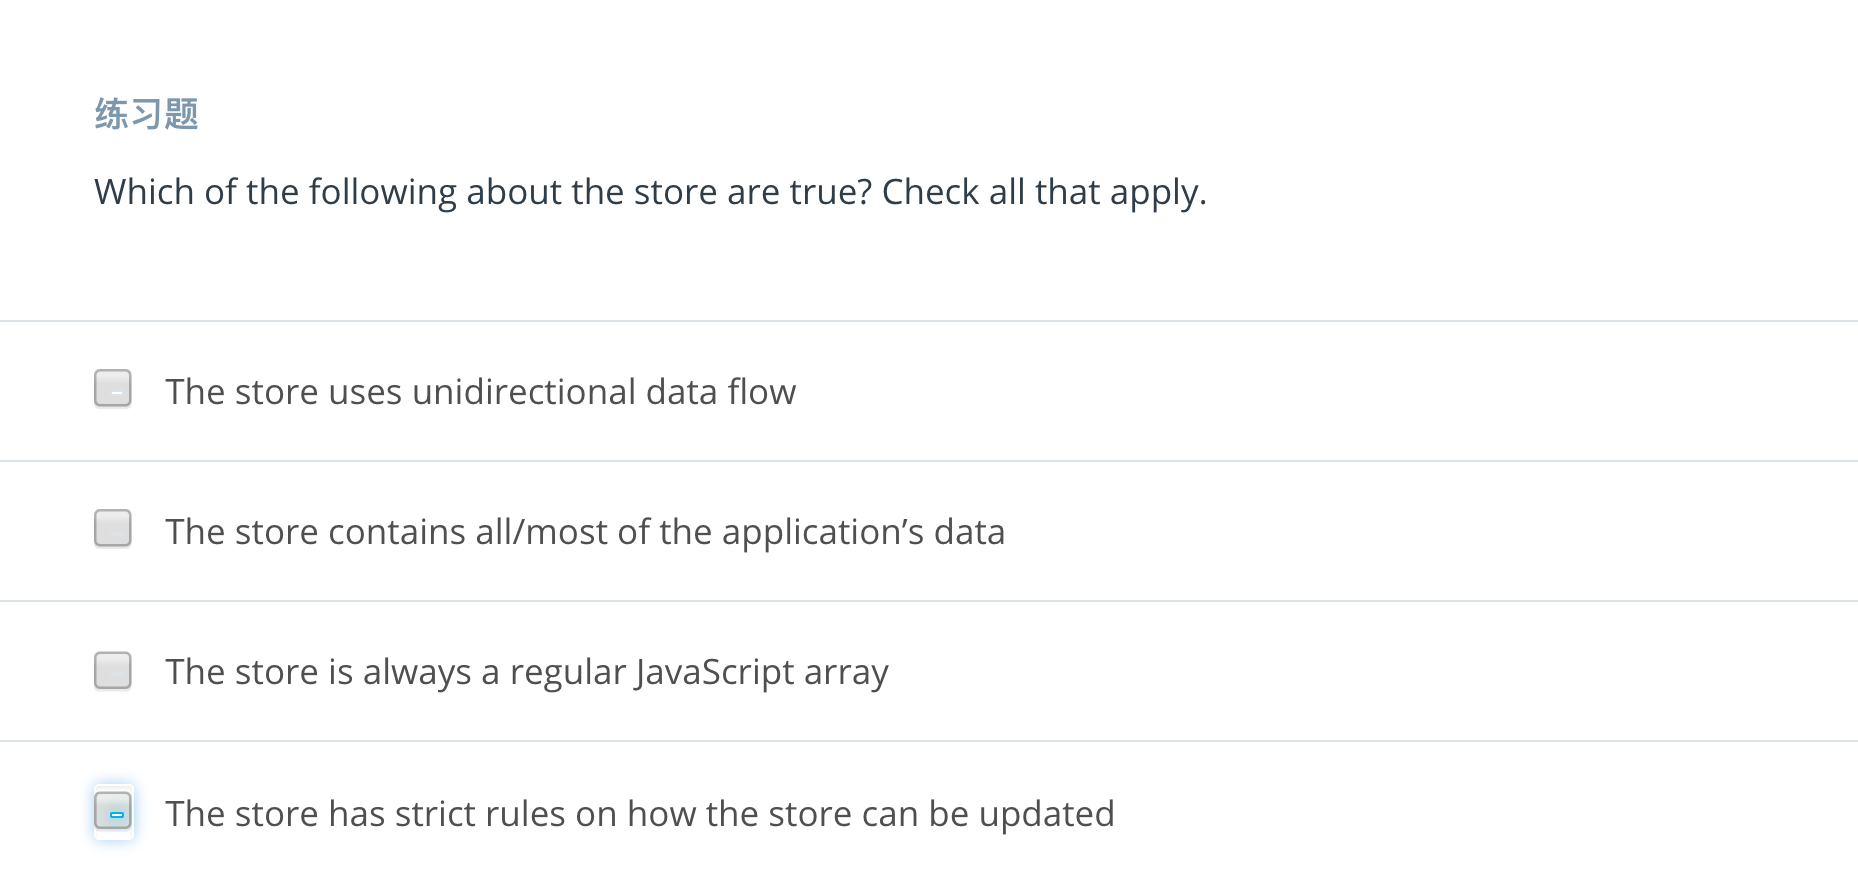 练习题
Which of the following about the store are true? Check all that apply.
The store uses unidirectional data flow
The store contains all/most of the application’s data
The store is always a regular JavaScript array
The store has strict rules on how the store can be updated